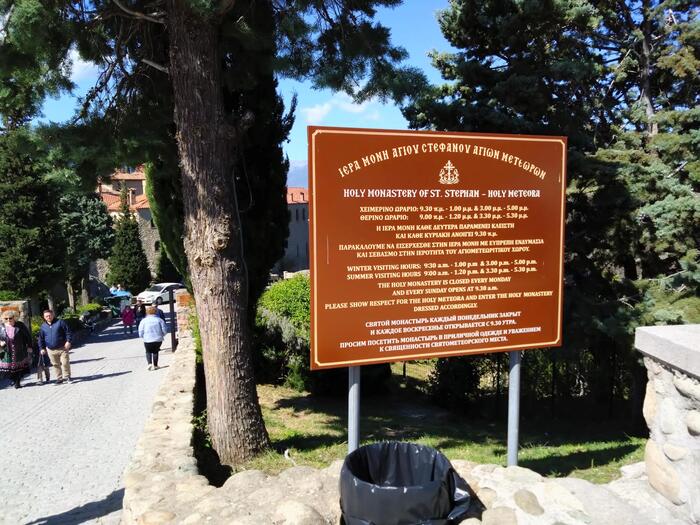 ΙΕΡΑ ΜΟΝΗ ΑΓΙΟΥ ΣΤΕΦΑΝΟΥ ΑΓΙΩΝ ΜΕΤΕΩΡΩΝ
HOLY MONASTERY OF ST. STEPHAN - HOLY METEORA
ΧΕΙΜΕΡΙΝΟ ΩΡΑΡΙΟ: 9.30 π.μ. - 1.00 μ.μ. & 3.00 μ.μ. - 5.00 μ.μ.
ΘΕΡΙΝΟ ΩΡΑΡΙΟ: 9.00 π.μ. - 1.20 μ.μ. & 3.30 μ.μ. - 5.30 μ.μ.
Η ΙΕΡΑ ΜΟΝΗ ΚΑΘΕ ΔΕΥΤΕΡΑ ΠΑΡΑΜΕΝΕΙ ΚΛΕΙΣΤΗ
ΚΑΙ ΚΑΘΕ ΚΥΡΙΑΚΗ ΑΝΟΙΓΕΙ 9.30 π.μ.
ΠΑΡΑΚΑΛΟΥΜΕ ΝΑ ΕΙΣΕΡΧΕΣΘΕ ΣΤΗΝ ΙΕΡΑ ΜΟΝΗ ΜΕ ΕΥΠΡΕΠΗ ΕΝΔΥΜΑΣΙΑ
ΚΑΙ ΣΕΒΑΣΜΟ ΣΤΗΝ ΙΕΡΟΤΗΤΑ ΤΟΥ ΑΓΙΟΜΕΤΕΩΡΙΤΙΚΟΥ ΧΩΡΟΥ.
WINTER VISITING HOURS: 9:30 a.m. - 1.00 p.m & 3.00 p.m. - 5.00 p.m.
SUMMER VISITING HOURS: 9:00 a.m. - 1.20 p.m. & 3.30 p.m. - 5.30 p.m.
THE HOLY MONASTERY IS CLOSED EVERY MONDAY
AND EVERY SUNDAY OPENS AT 9.30 a.m.
PLEASE SHOW RESPECT FOR THE HOLY METEORA AND ENTER THE HOLY MONASTERY
DRESSED ACCORDINGLY.
СВЯТОЙ МОНАСТЫРЬ КАЖДЫЙ ПОНЕДЕЛЬНИК ЗАКРЫТ
И КАЖДОЕ ВОСКРЕСЕНЬЕ ОТКРЫВАЕТСЯ С 9.30 УТРА.
ПРОСИМ ПОСЕТИТЬ МОНАСТЫРЬ В ПРИЛИЧНОЙ ОДЕЖДЕ И УВАЖЕНИЕМ
К ПОСЕТИТЬ СВЯТОМЕТЕОРСКОГО МЕСТА.